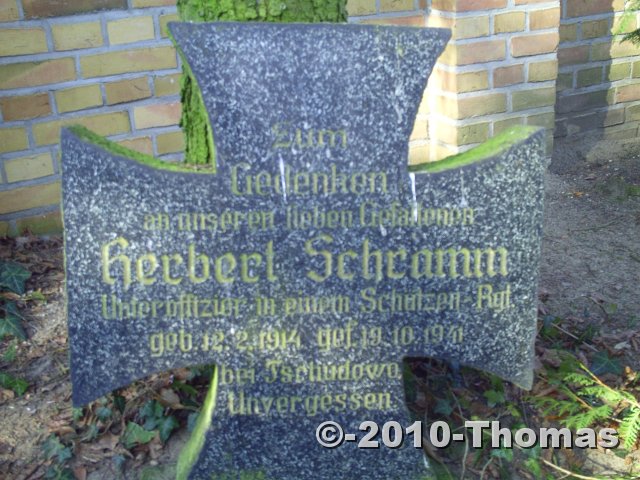 Zum
Gedenken
an unseren lieben Gefallenen
Herbert Schramm
Unteroffizier in einem Schützen-Rgt.
geb. 12.2.1914 gef. 19.10.1941
bei Tschudowo
Unvergessen
©-2010-Thomas